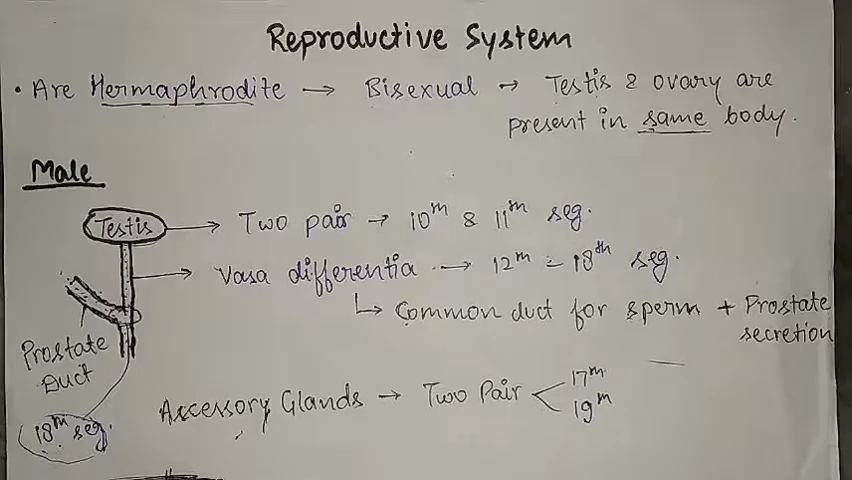 Reproductive System
• Are Hermaphrodite → Bisexual → Testis & ovary are
present in same body.
Male
Testis → Two pair → 10th & 11th seg.
→ Vasa differentia → 12th - 18th seg.
↳ Common duct for sperm + Prostate
secretion
Prostate
Duct
Accessory Glands → Two Pair < 17th
19th
18th seg.